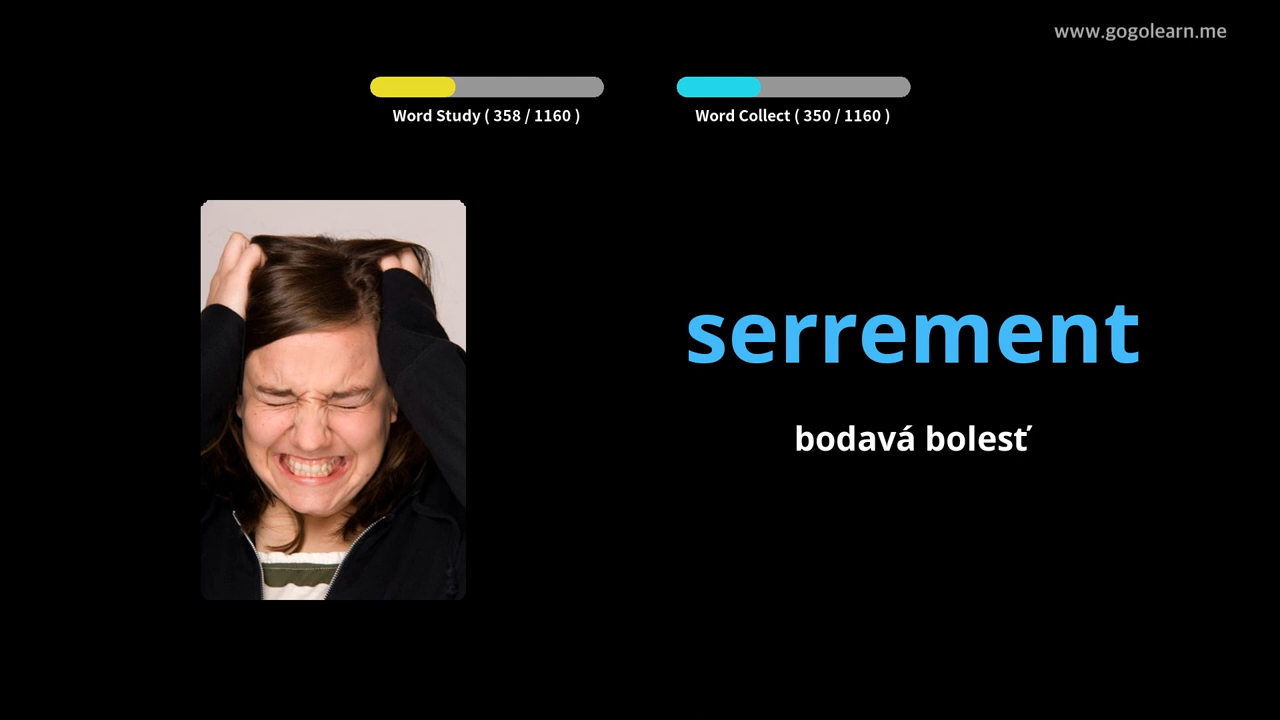 www.gogolearn.me
Word Study ( 358 / 1160 )
Word Collect ( 350 / 1160 )
serrement
bodavá bolesť